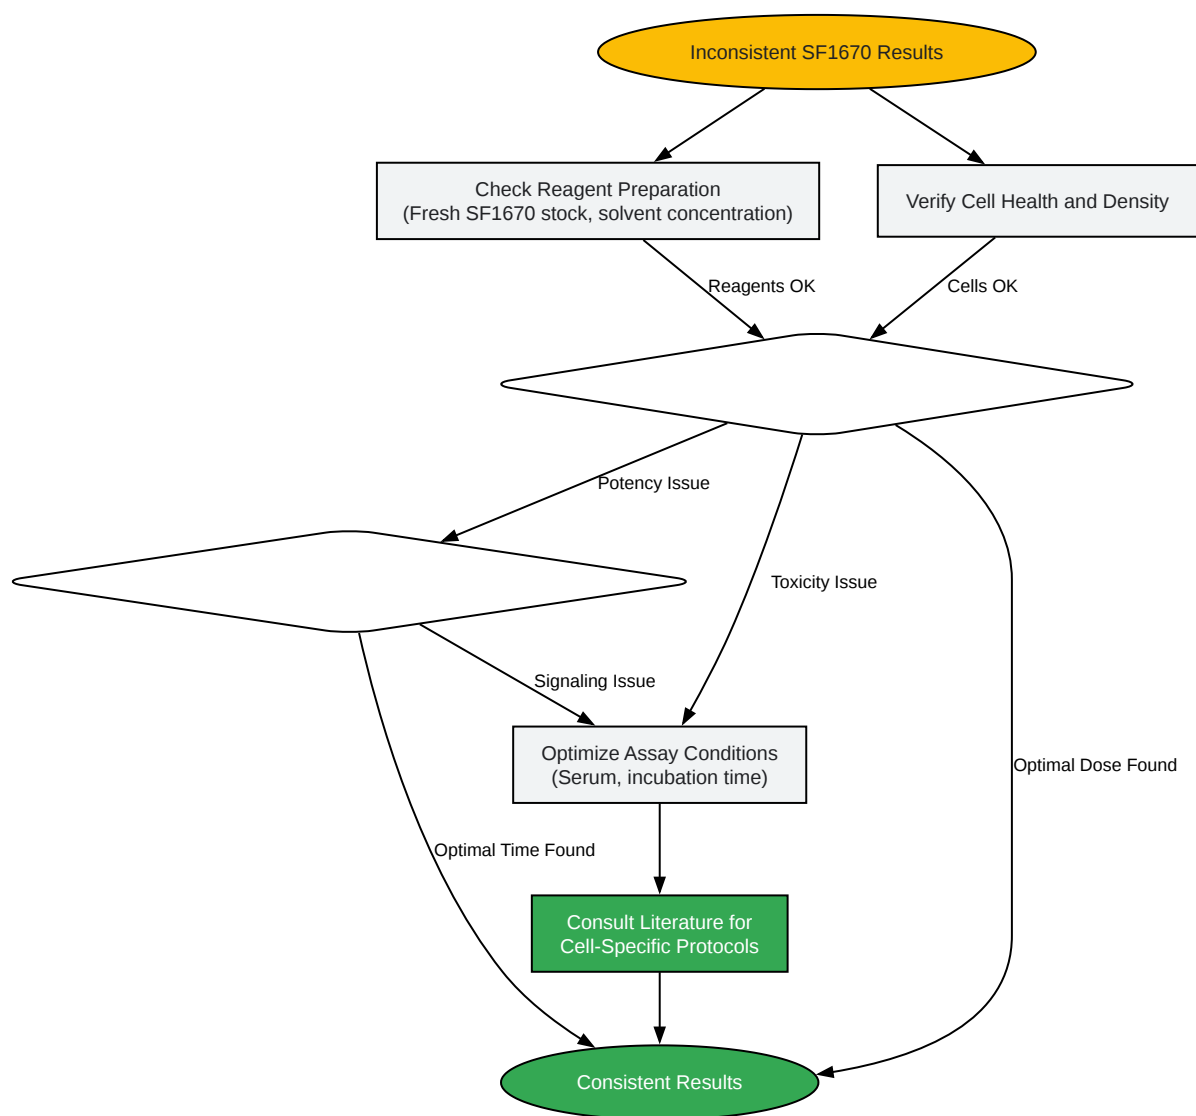 Inconsistent SF1670 Results
Check Reagent Preparation
(Fresh SF1670 stock, solvent concentration)
Verify Cell Health and Density
Reagents OK
Cells OK
Potency Issue
Toxicity Issue
Signaling Issue
Optimize Assay Conditions
(Serum, incubation time)
Optimal Dose Found
Optimal Time Found
Consult Literature for
Cell-Specific Protocols
Consistent Results